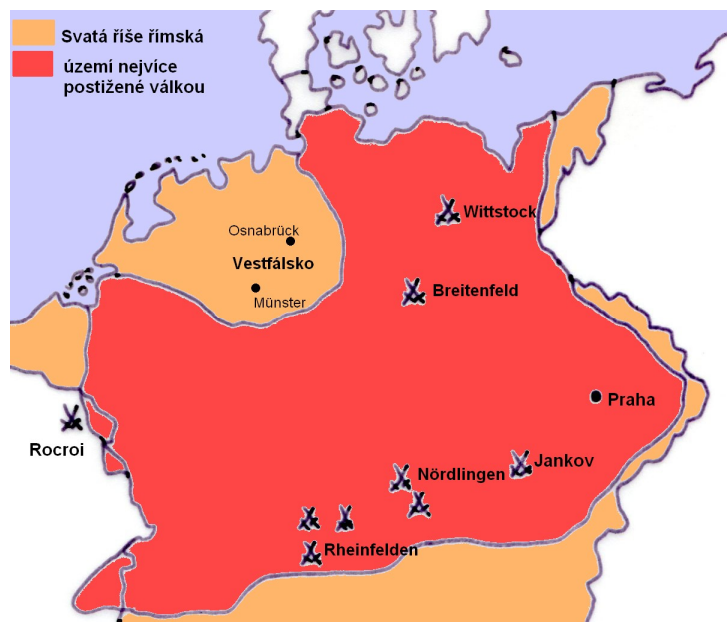 Svatá říše římská
území nejvíce
postižené válkou
Wittstock
Osnabrück
Vestfálsko
Münster
Breitenfeld
Praha
Rocroi
Jankov
Nördlingen
Rheinfelden